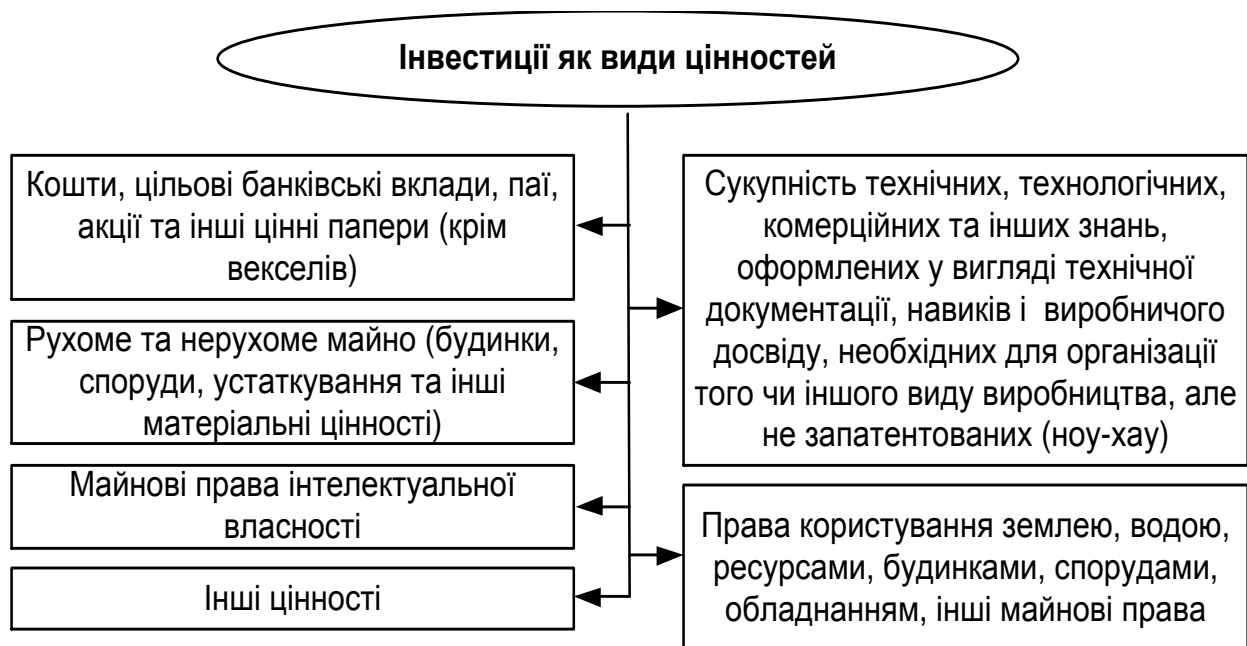 Інвестиції як види цінностей
Кошти, цільові банківські вклади, паї,
акції та інші цінні папери (крім
векселів)
Рухоме та нерухоме майно (будинки,
споруди, устаткування та інші
матеріальні цінності)
Майнові права інтелектуальної
власності
Інші цінності
Сукупність технічних, технологічних,
комерційних та інших знань,
оформлених у вигляді технічної
документації, навиків і виробничого
досвіду, необхідних для організації
того чи іншого виду виробництва, але
не запатентованих (ноу-хау)
Права користування землею, водою,
ресурсами, будинками, спорудами,
обладнанням, інші майнові права